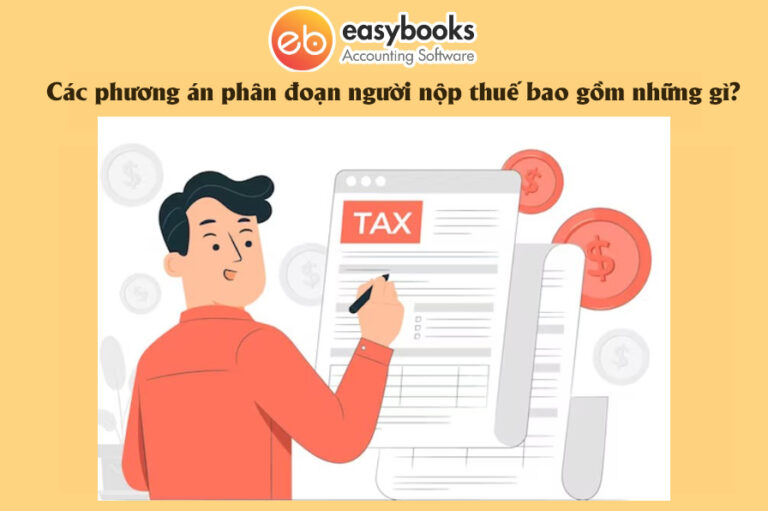 eb easybooks
Accounting Software
Các phương án phân đoạn người nộp thuế bao gồm những gì?
TAX